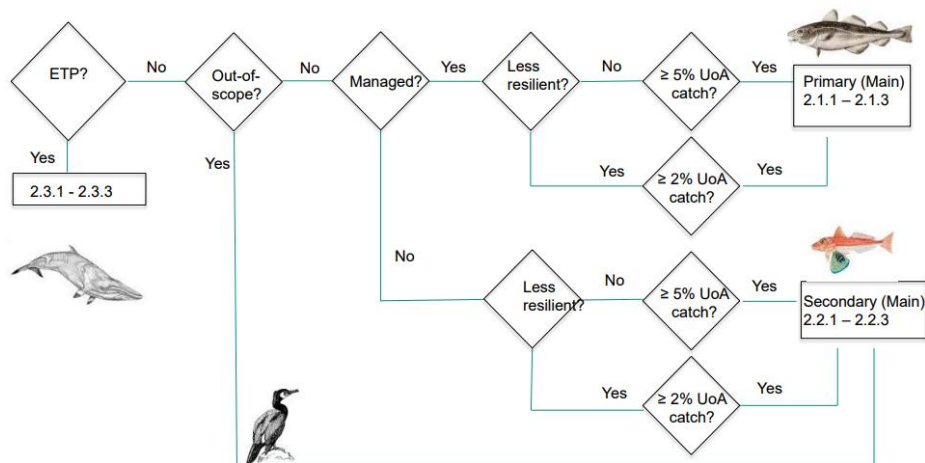 ETP?
No
Out-of-
scope?
No
Managed?
Yes
Less
resilient?
No
≥ 5% UoA
catch?
Yes
Primary (Main)
2.1.1 – 2.1.3
Yes
2.3.1 - 2.3.3
Yes
Yes
≥ 2% UoA
catch?
Yes
No
Less
resilient?
No
≥ 5% UoA
catch?
Yes
Secondary (Main)
2.2.1 – 2.2.3
Yes
≥ 2% UoA
catch?
Yes